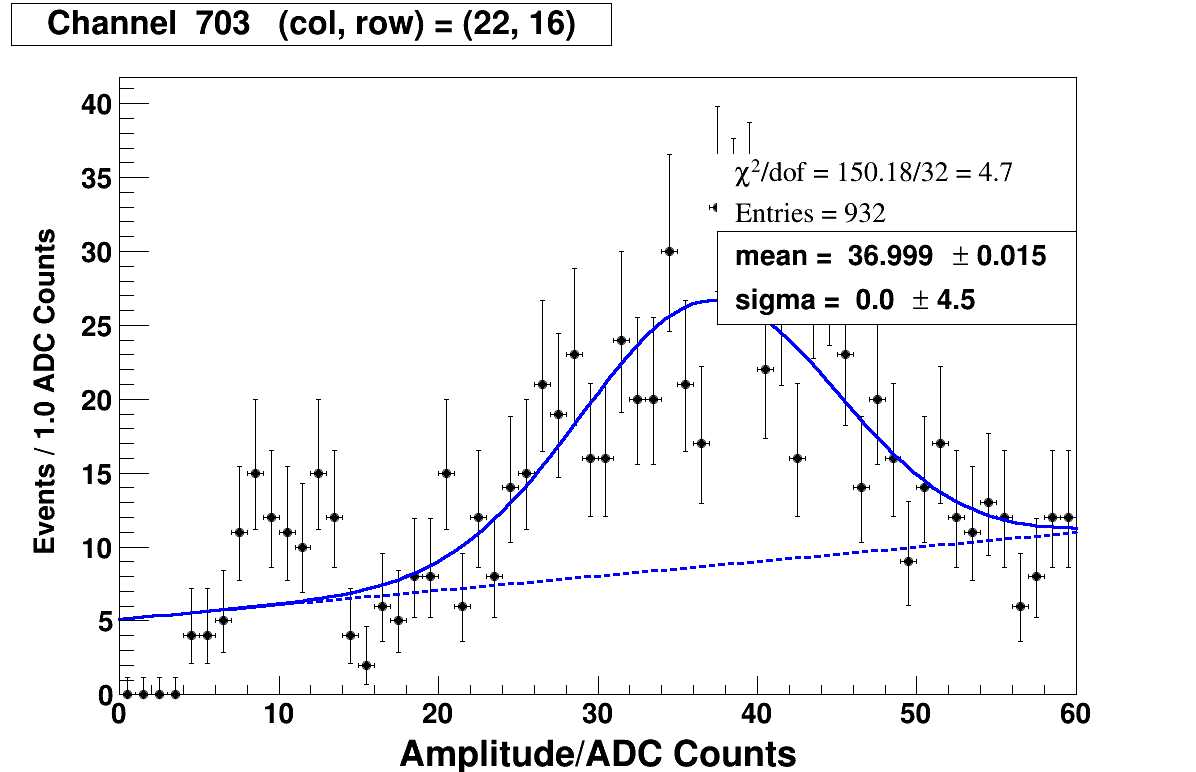 Channel 703 (col, row) = (22, 16)
40
35
30
25
20
15
10
5
0
Events / 1.0 ADC Counts
χ²/dof = 150.18/32 = 4.7
Entries = 932
mean = 36.999 ± 0.015
sigma = 0.0 ± 4.5
0 10 20 30 40 50 60
Amplitude/ADC Counts